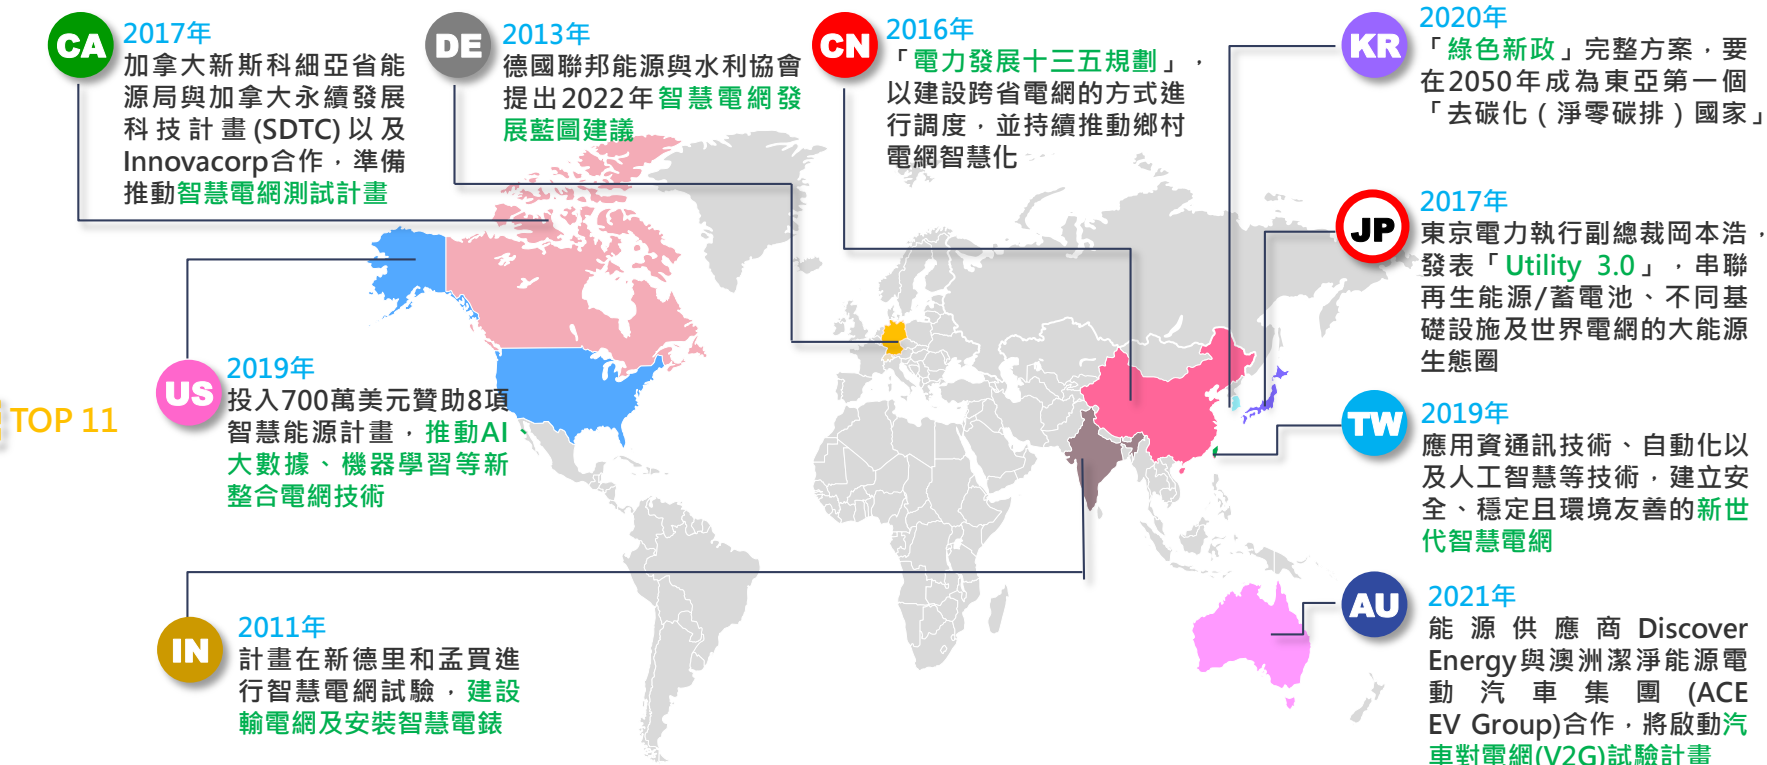 CA
2017年
加拿大新斯科細亞省能
源局與加拿大永續發展
科技計畫(SDTC)以及
Innovacorp合作，準備
推動智慧電網測試計畫
DE
2013年
德國聯邦能源與水利協會
提出2022年智慧電網發
展藍圖建議
CN
2016年
「電力發展十三五規劃」，
以建設跨省電網的方式進
行調度，並持續推動鄉村
電網智慧化
KR
2020年
「綠色新政」完整方案，要
在2050年成為東亞第一個
「去碳化（淨零碳排）國家」
JP
2017年
東京電力執行副總裁岡本浩，
發表「Utility 3.0」，串聯
再生能源/蓄電池、不同基
礎設施及世界電網的大能源
生態圈
US
2019年
投入700萬美元贊助8項
智慧能源計畫，推動AI、
大數據、機器學習等新
整合電網技術
TOP 11
TW
2019年
應用資通訊技術、自動化以
及人工智慧等技術，建立安
全、穩定且環境友善的新世
代智慧電網
IN
2011年
計畫在新德里和孟買進
行智慧電網試驗，建設
輸電網及安裝智慧電錶
AU
2021年
能源供應商Discover
Energy與澳洲潔淨能源電
動汽車集團(ACE
EV Group)合作，將啟動汽
車對電網(V2G)試驗計畫